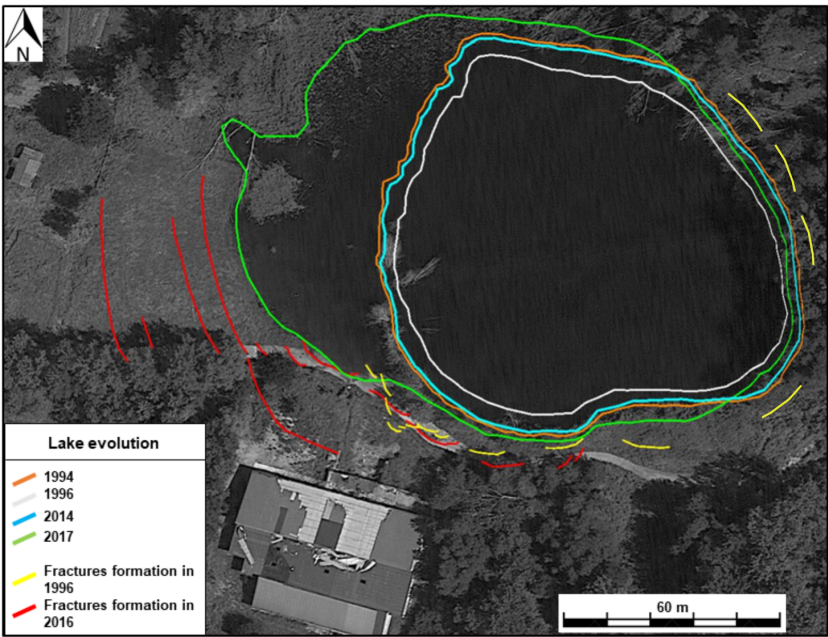 N
Lake evolution
1994
1996
2014
2017
Fractures formation in
1996
Fractures formation in
2016
60 m